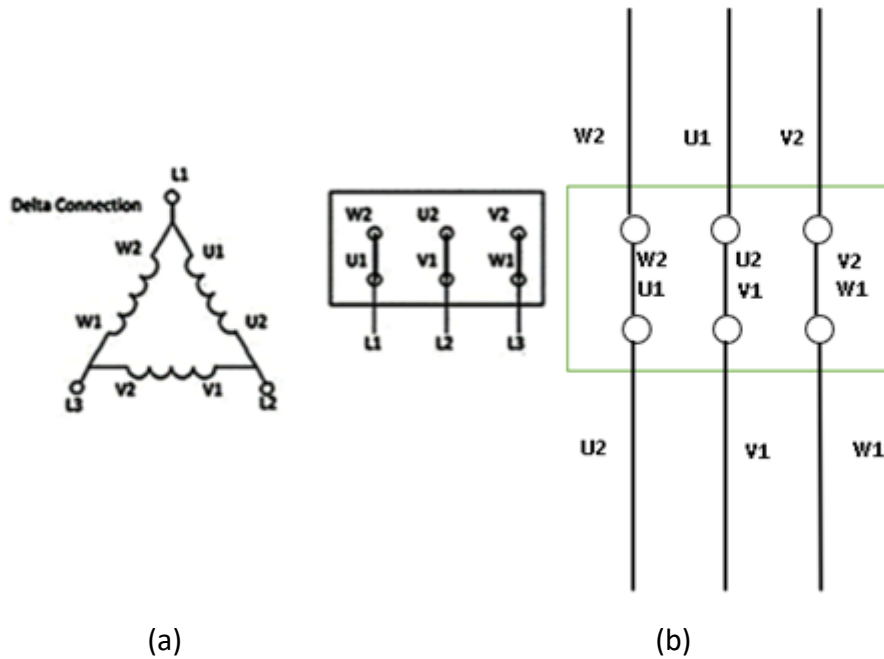 L1
Delta Connection
W2 U1
W1 U2
V2 V1
L3 L2
W2 U2 V2
U1 V1 W1
L1 L2 L3
W2 U1 V2
W2 U2 V2
U1 V1 W1
U2 V1 W1
(a) (b)